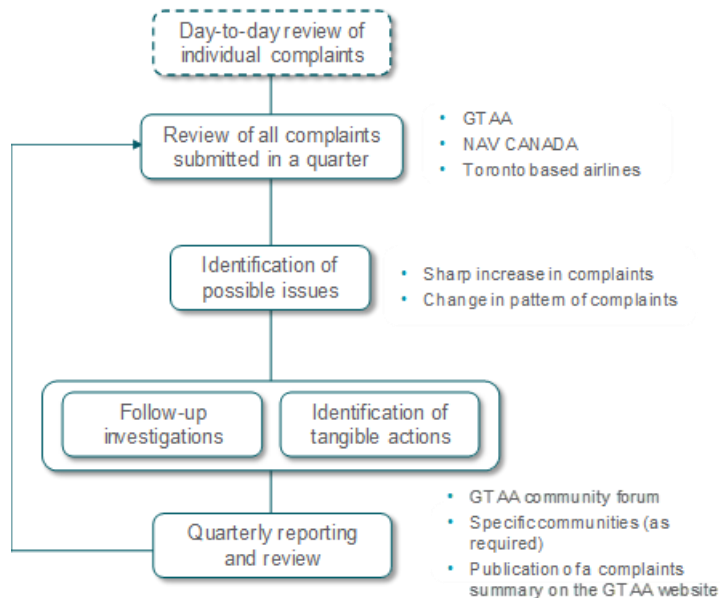 Day-to-day review of
individual complaints
Review of all complaints
submitted in a quarter
• GTAA
• NAV CANADA
• Toronto based airlines
Identification of
possible issues
• Sharp increase in complaints
• Change in pattern of complaints
Follow-up
investigations
Identification of
tangible actions
Quarterly reporting
and review
• GTAA community forum
• Specific communities (as
required)
• Publication of a complaints
summary on the GTAA website